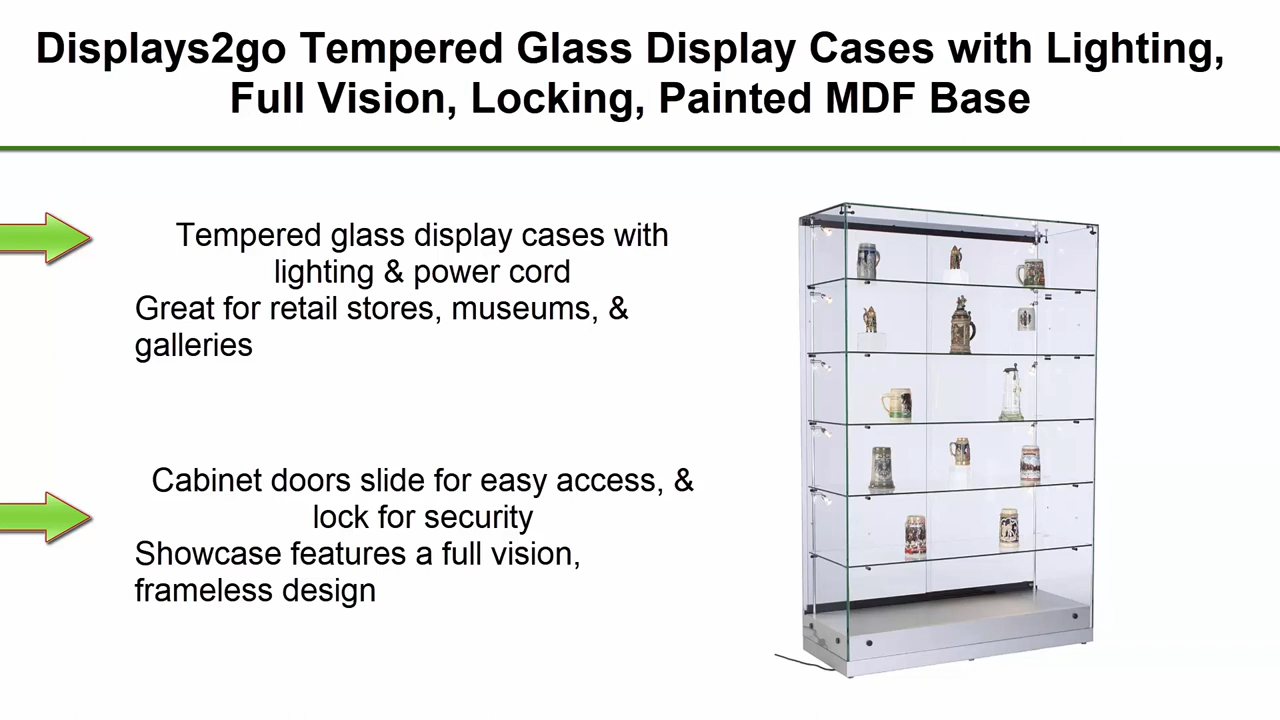 Displays2go Tempered Glass Display Cases with Lighting,
Full Vision, Locking, Painted MDF Base
Tempered glass display cases with
lighting & power cord
Great for retail stores, museums, &
galleries
Cabinet doors slide for easy access, &
lock for security
Showcase features a full vision,
frameless design